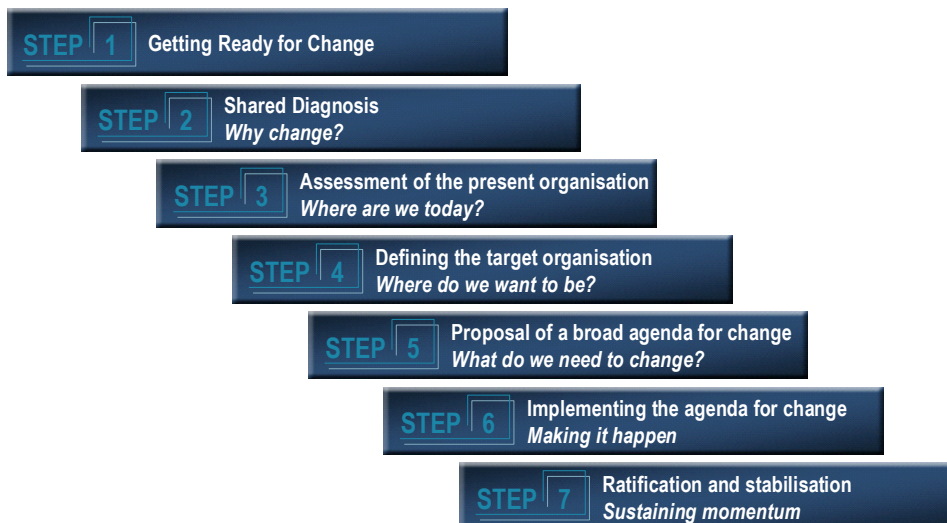 STEP 1 Getting Ready for Change
STEP 2 Shared Diagnosis
Why change?
STEP 3 Assessment of the present organisation
Where are we today?
STEP 4 Defining the target organisation
Where do we want to be?
STEP 5 Proposal of a broad agenda for change
What do we need to change?
STEP 6 Implementing the agenda for change
Making it happen
STEP 7 Ratification and stabilisation
Sustaining momentum